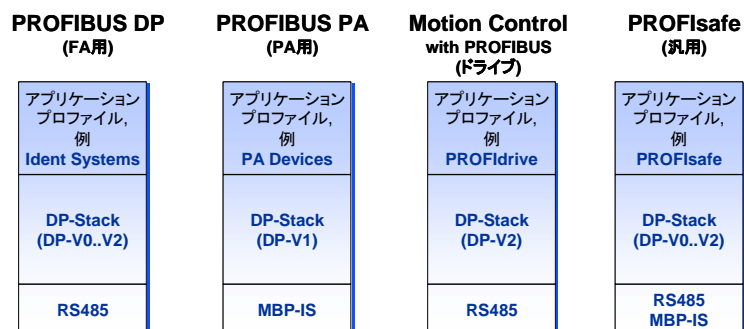 PROFIBUS DP
(FA用)
アプリケーション
プロファイル,
例
Ident Systems
DP-Stack
(DP-V0..V2)
RS485
PROFIBUS PA
(PA用)
アプリケーション
プロファイル,
例
PA Devices
DP-Stack
(DP-V1)
MBP-IS
Motion Control
with PROFIBUS
(ドライブ)
アプリケーション
プロファイル,
例
PROFIdrive
DP-Stack
(DP-V2)
RS485
PROFIsafe
(汎用)
アプリケーション
プロファイル,
例
PROFIsafe
DP-Stack
(DP-V0..V2)
RS485
MBP-IS